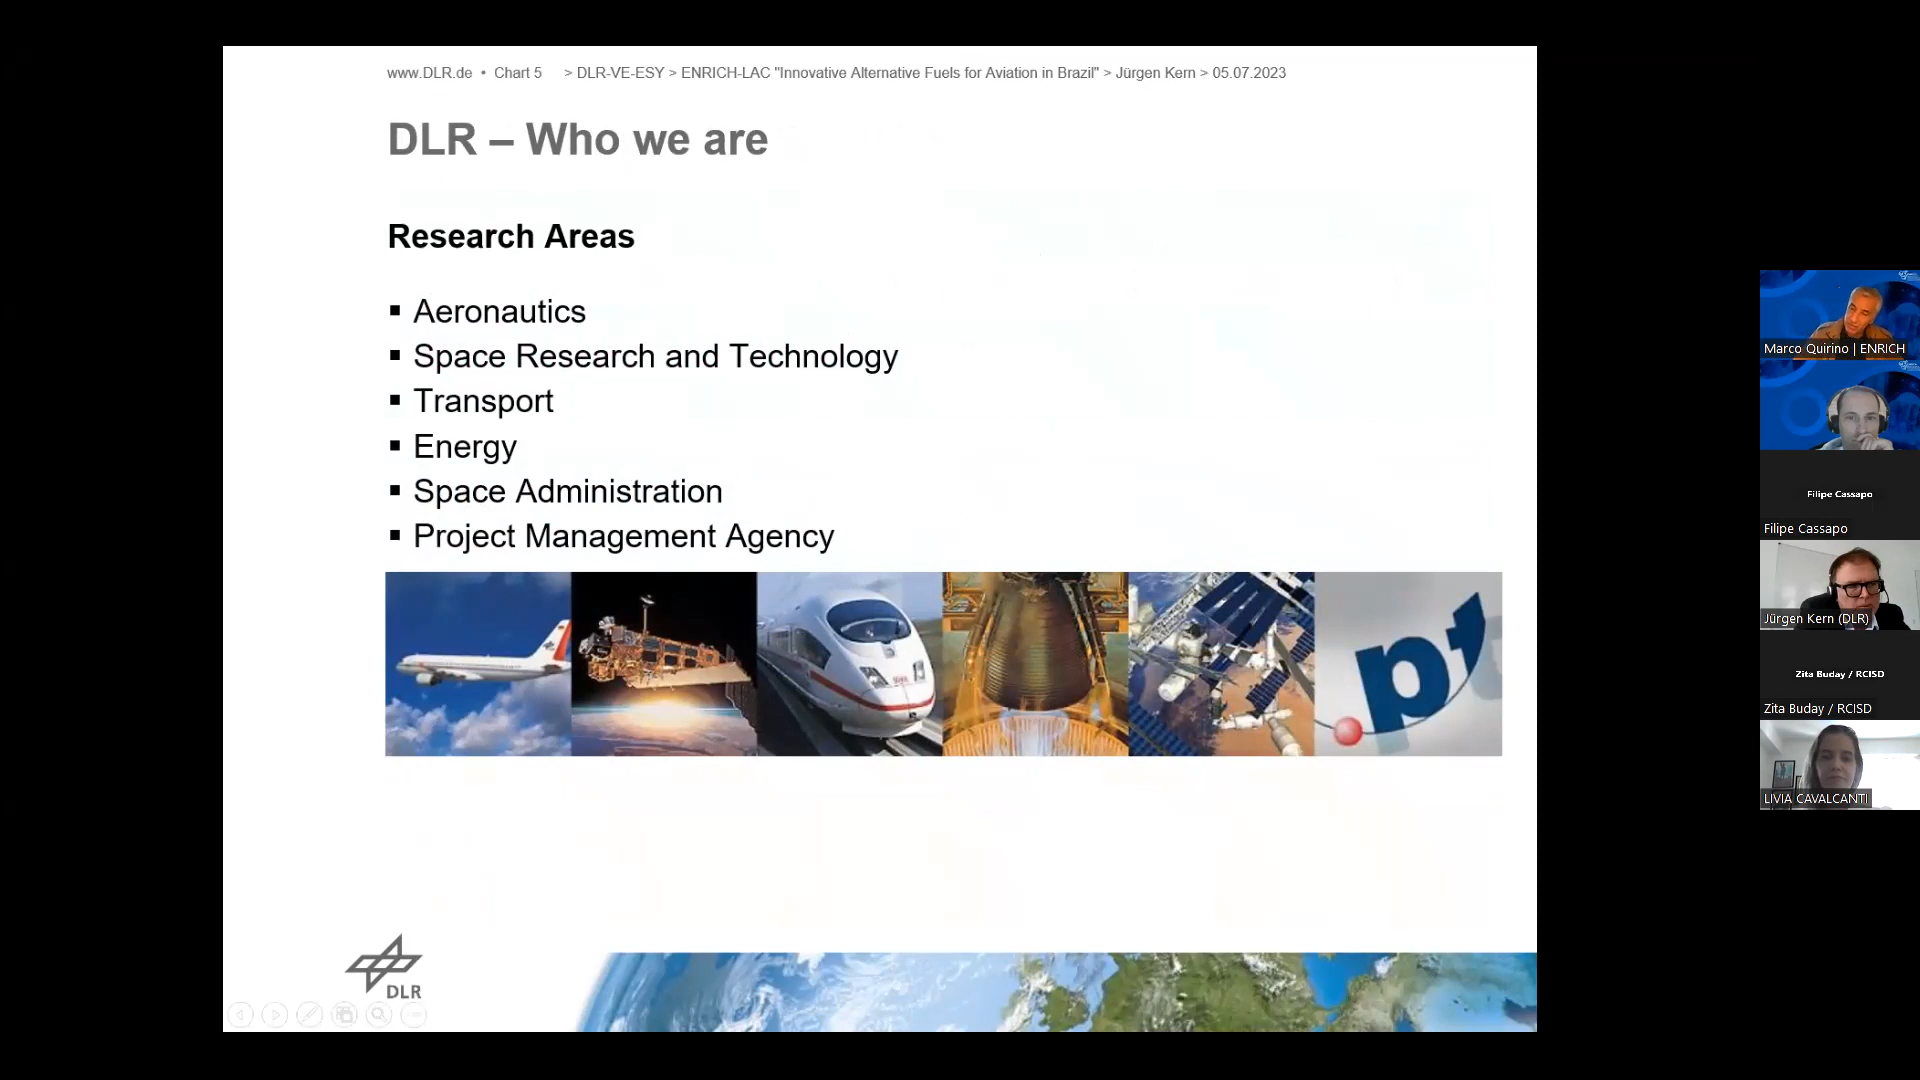 www.DLR.de • Chart 5 > DLR-VE-ESY > ENRICH-LAC "Innovative Alternative Fuels for Aviation in Brazil" > Jürgen Kern > 05.07.2023
DLR – Who we are
Research Areas
▪ Aeronautics
▪ Space Research and Technology
▪ Transport
▪ Energy
▪ Space Administration
▪ Project Management Agency
.pt
DLR
Marco Quirino | ENRICH
Filipe Cassapo
Filipe Cassapo
Jürgen Kern (DLR)
Zita Buday / RCISD
Zita Buday / RCISD
LIVIA CAVALCANTI